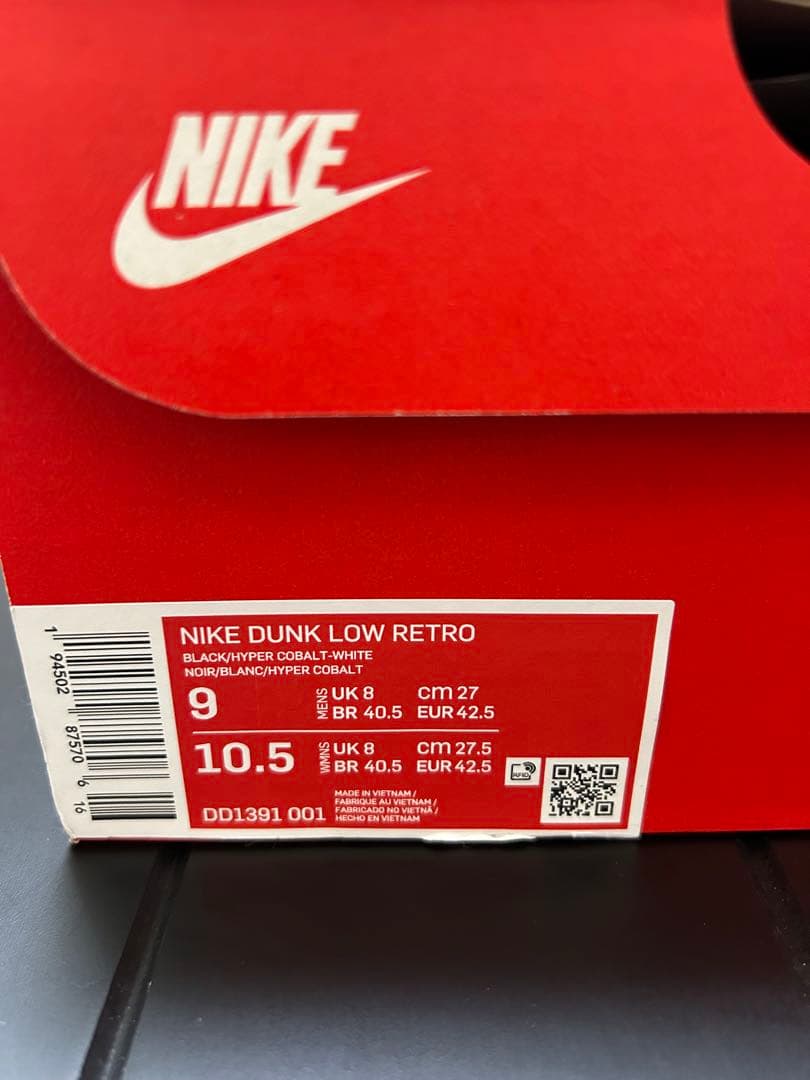 NIKE
NIKE DUNK LOW RETRO
BLACK/HYPER COBALT-WHITE
NOIR/BLANC/HYPER COBALT
9 MENS UK 8 cm 27
BR 40.5 EUR 42.5
10.5 WMNS UK 8 cm 27.5
BR 40.5 EUR 42.5
RFID
DD1391 001
MADE IN VIETNAM /
FABRIQUE AU VIETNAM /
FABRICADO NO VIETNÃ /
HECHO EN VIETNAM
1 94502 87570 6 16